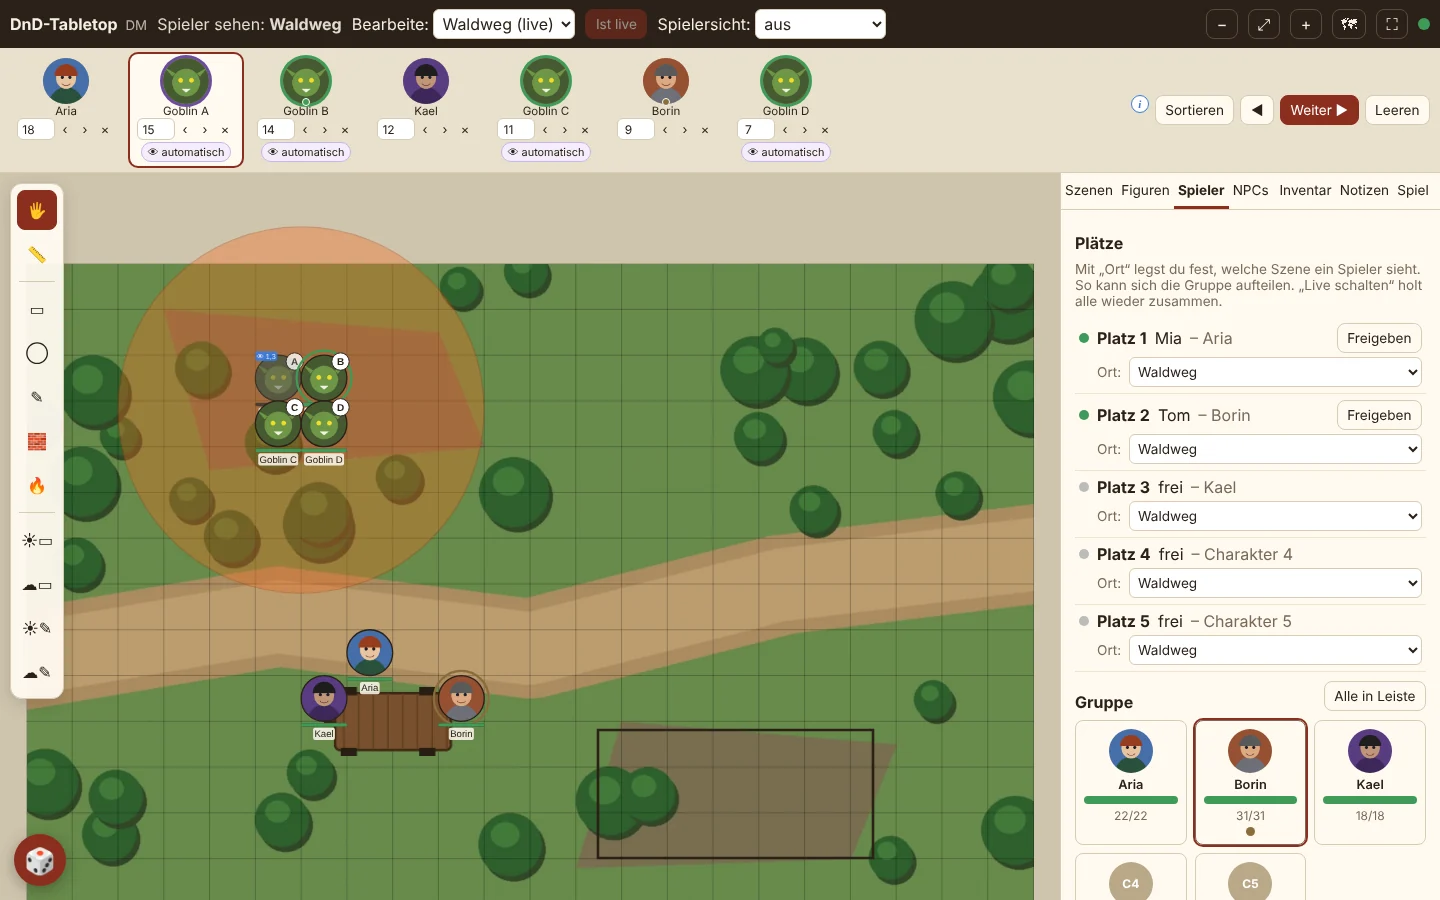 DnD-Tabletop DM Spieler sehen: Waldweg Bearbeite: Waldweg (live) Ist live Spielersicht: aus
− ⤢ +
Aria Goblin A Goblin B Kael Goblin C Borin Goblin D
18 ‹ › × 15 ‹ › × 14 ‹ › × 12 ‹ › × 11 ‹ › × 9 ‹ › × 7 ‹ › ×
automatisch automatisch automatisch automatisch
i Sortieren ◀ Weiter ▶ Leeren
Szenen Figuren Spieler NPCs Inventar Notizen Spiel
Plätze
Mit „Ort“ legst du fest, welche Szene ein Spieler sieht.
So kann sich die Gruppe aufteilen. „Live schalten“ holt
alle wieder zusammen.
Platz 1 Mia – Aria Freigeben
Ort: Waldweg
Platz 2 Tom – Borin Freigeben
Ort: Waldweg
Platz 3 frei – Kael
Ort: Waldweg
Platz 4 frei – Charakter 4
Ort: Waldweg
Platz 5 frei – Charakter 5
Ort: Waldweg
Gruppe Alle in Leiste
Aria Borin Kael
22/22 31/31 18/18
C4 C5
1,3 A B
C D
Goblin C Goblin D
Aria
Kael Borin